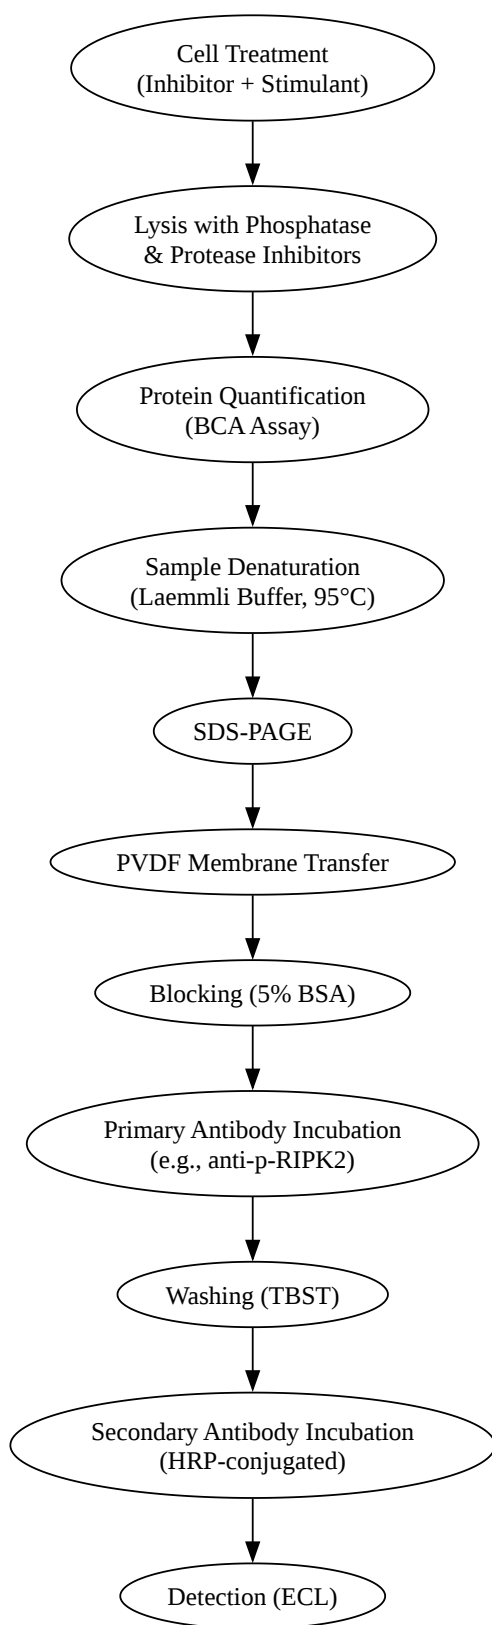 Cell Treatment
(Inhibitor + Stimulant)
Lysis with Phosphatase
& Protease Inhibitors
Protein Quantification
(BCA Assay)
Sample Denaturation
(Laemmli Buffer, 95°C)
SDS-PAGE
PVDF Membrane Transfer
Blocking (5% BSA)
Primary Antibody Incubation
(e.g., anti-p-RIPK2)
Washing (TBST)
Secondary Antibody Incubation
(HRP-conjugated)
Detection (ECL)